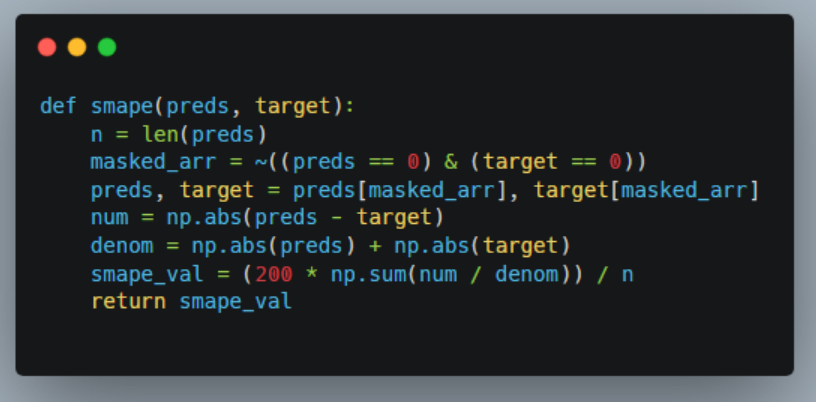 def smape(preds, target):
    n = len(preds)
    masked_arr = ~((preds == 0) & (target == 0))
    preds, target = preds[masked_arr], target[masked_arr]
    num = np.abs(preds - target)
    denom = np.abs(preds) + np.abs(target)
    smape_val = (200 * np.sum(num / denom)) / n
    return smape_val